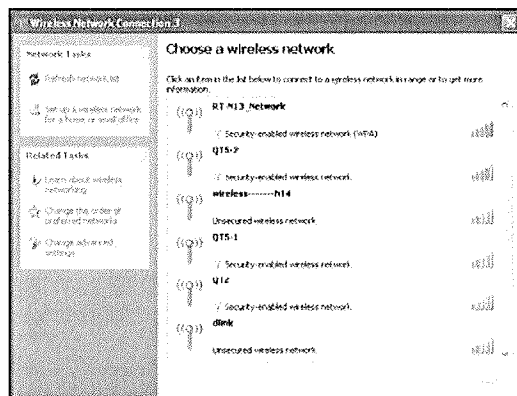 Wireless Network Connection 3
Network Tasks
Refresh network list
Set up a wireless network
for a home or small office
Related Tasks
Learn about wireless
networking
Change the order of
preferred networks
Change advanced
settings
Choose a wireless network
Click an item in the list below to connect to a wireless network in range or to get more
information.
RT-N13_Network
Security-enabled wireless network (WPA)
QTS-2
Security-enabled wireless network
wireless-------h14
Unsecured wireless network
QTS-1
Security-enabled wireless network
Security-enabled wireless network
dlink
Unsecured wireless network